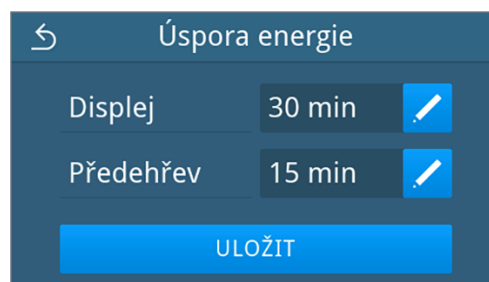 Úspora energie
Displej 30 min
Předehřev 15 min
ULOŽIT